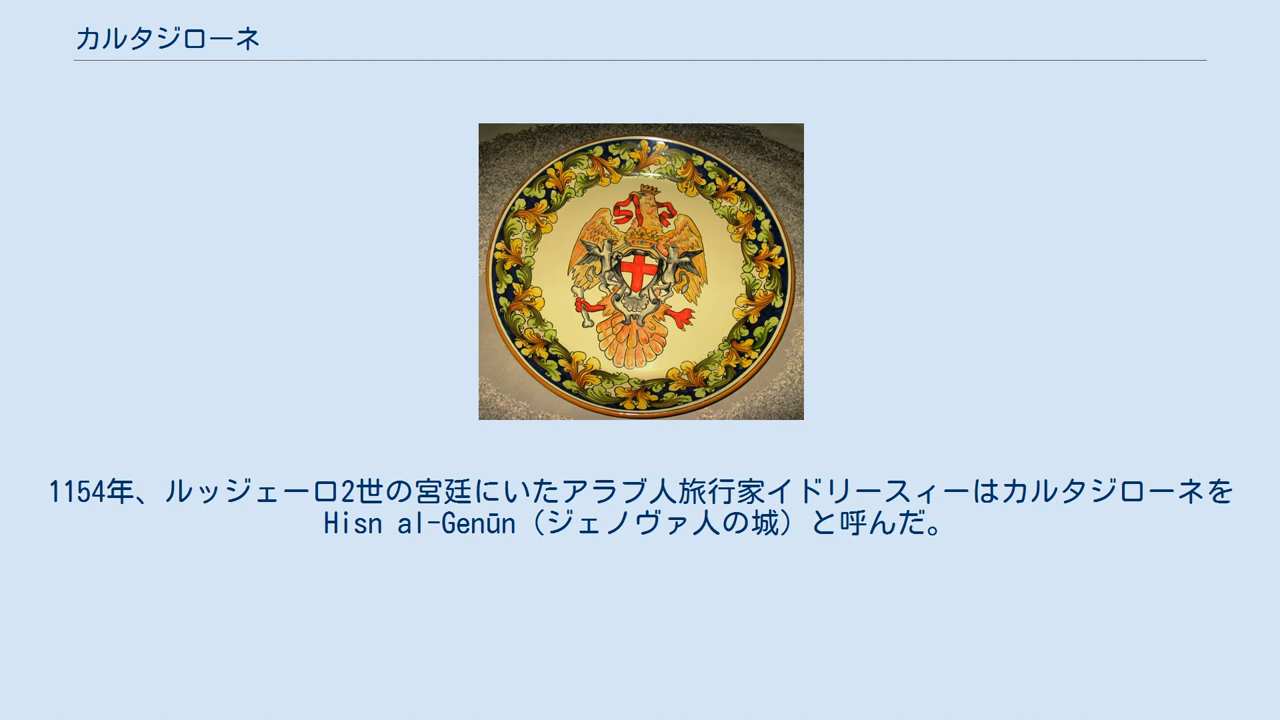 カルタジローネ
1154年、ルッジェーロ2世の宮廷にいたアラブ人旅行家イドリースィーはカルタジローネを
Hisn al-Genūn（ジェノヴァ人の城）と呼んだ。